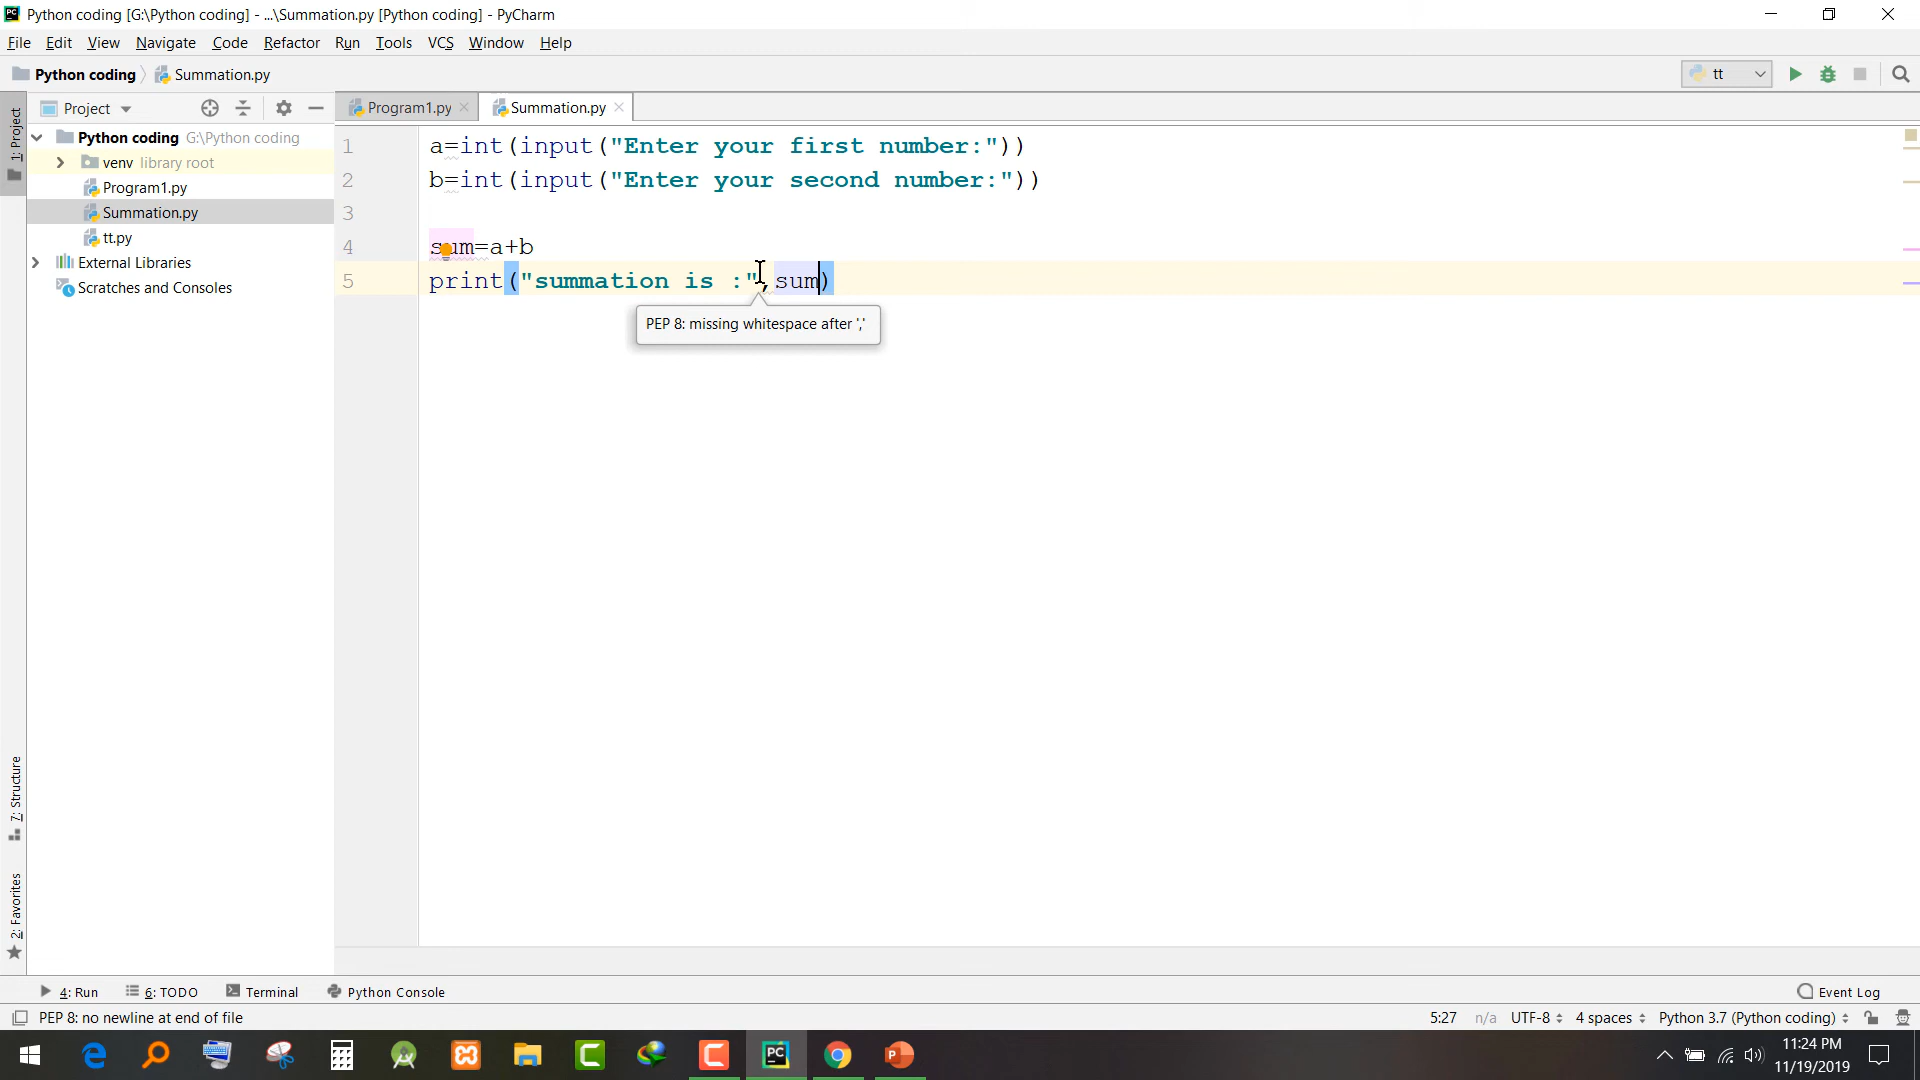 Python coding [G:\Python coding] - ...\Summation.py [Python coding] - PyCharm
File Edit View Navigate Code Refactor Run Tools VCS Window Help
Python coding Summation.py tt
1: Project
Project
Program1.py Summation.py
Python coding G:\Python coding
venv library root
Program1.py
Summation.py
tt.py
External Libraries
Scratches and Consoles
1 a=int(input("Enter your first number:"))
2 b=int(input("Enter your second number:"))
3
4 sum=a+b
5 print("summation is :",sum)
PEP 8: missing whitespace after ','
7: Structure
2: Favorites
4: Run 6: TODO Terminal Python Console Event Log
PEP 8: no newline at end of file 5:27 n/a UTF-8 4 spaces Python 3.7 (Python coding)
11:24 PM
11/19/2019